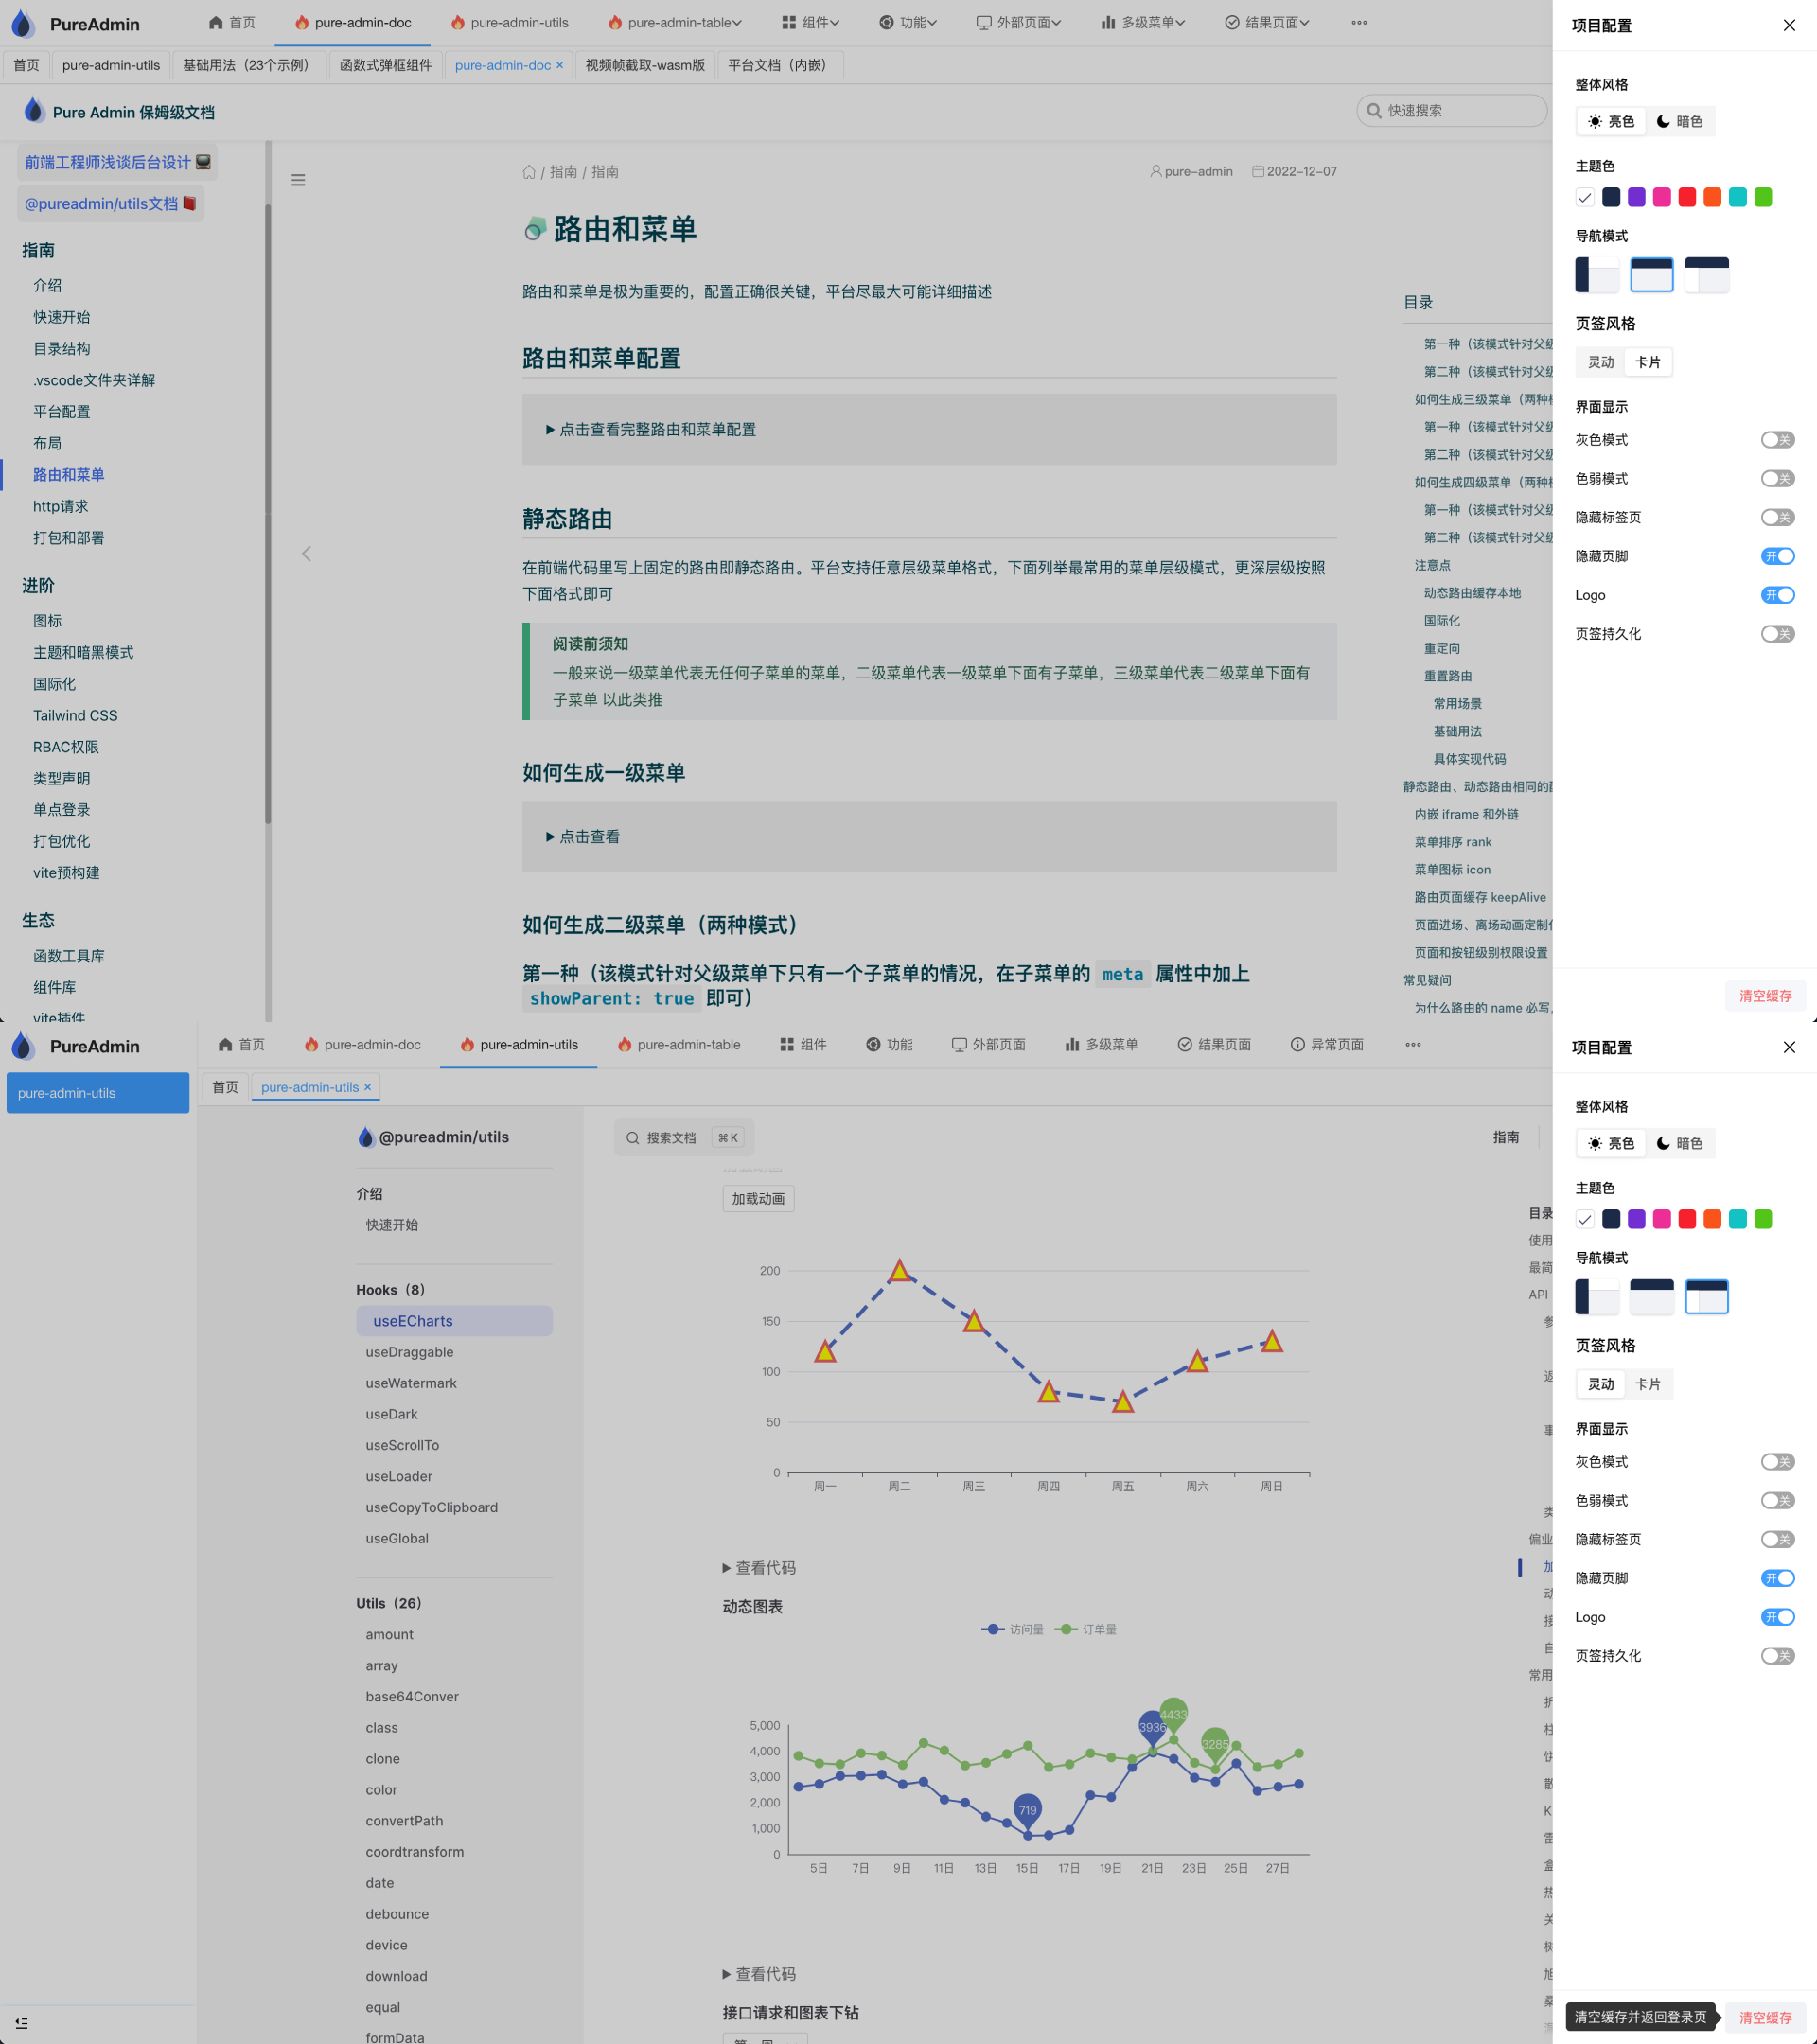 PureAdmin
首页
pure-admin-doc
pure-admin-utils
pure-admin-table
组件
功能
外部页面
多级菜单
结果页面
首页
pure-admin-utils
基础用法（23个示例）
函数式弹框组件
pure-admin-doc
视频帧截取-wasm版
平台文档（内嵌）
Pure Admin 保姆级文档
快速搜索
前端工程师浅谈后台设计
@pureadmin/utils文档
指南
介绍
快速开始
目录结构
.vscode文件夹详解
平台配置
布局
路由和菜单
http请求
打包和部署
进阶
图标
主题和暗黑模式
国际化
Tailwind CSS
RBAC权限
类型声明
单点登录
打包优化
vite预构建
生态
函数工具库
组件库
vite插件
/ 指南 / 指南
pure-admin
2022-12-07
路由和菜单
路由和菜单是极为重要的，配置正确很关键，平台尽最大可能详细描述
路由和菜单配置
点击查看完整路由和菜单配置
静态路由
在前端代码里写上固定的路由即静态路由。平台支持任意层级菜单格式，下面列举最常用的菜单层级模式，更深层级按照
下面格式即可
阅读前须知
一般来说一级菜单代表无任何子菜单的菜单，二级菜单代表一级菜单下面有子菜单，三级菜单代表二级菜单下面有
子菜单 以此类推
如何生成一级菜单
点击查看
如何生成二级菜单（两种模式）
第一种（该模式针对父级菜单下只有一个子菜单的情况，在子菜单的 meta 属性中加上
showParent: true 即可）
目录
第一种（该模式针对父级
第二种（该模式针对父级
如何生成三级菜单（两种
第一种（该模式针对父级
第二种（该模式针对父级
如何生成四级菜单（两种
第一种（该模式针对父级
第二种（该模式针对父级
注意点
动态路由缓存本地
国际化
重定向
重置路由
常用场景
基础用法
具体实现代码
静态路由、动态路由相同的
内嵌 iframe 和外链
菜单排序 rank
菜单图标 icon
路由页面缓存 keepAlive
页面进场、离场动画定制
页面和按钮级别权限设置
常见疑问
为什么路由的 name 必写，
项目配置
整体风格
亮色
暗色
主题色
导航模式
页签风格
灵动
卡片
界面显示
灰色模式
关
色弱模式
关
隐藏标签页
关
隐藏页脚
开
Logo
开
页签持久化
关
清空缓存
PureAdmin
首页
pure-admin-doc
pure-admin-utils
pure-admin-table
组件
功能
外部页面
多级菜单
结果页面
异常页面
pure-admin-utils
首页
pure-admin-utils
@pureadmin/utils
搜索文档
⌘ K
指南
介绍
快速开始
Hooks（8）
useECharts
useDraggable
useWatermark
useDark
useScrollTo
useLoader
useCopyToClipboard
useGlobal
Utils（26）
amount
array
base64Conver
class
clone
color
convertPath
coordtransform
date
debounce
device
download
equal
formData
加载动画
200
150
100
50
0
周一
周二
周三
周四
周五
周六
周日
查看代码
动态图表
访问量
订单量
5,000
4,000
3,000
2,000
1,000
0
719
3936
4433
3285
5日
7日
9日
11日
13日
15日
17日
19日
21日
23日
25日
27日
查看代码
接口请求和图表下钻
目录
使用
最简
API
类
偏业
加
动
接
自
常用
项目配置
整体风格
亮色
暗色
主题色
导航模式
页签风格
灵动
卡片
界面显示
灰色模式
关
色弱模式
关
隐藏标签页
关
隐藏页脚
开
Logo
开
页签持久化
关
清空缓存并返回登录页
清空缓存